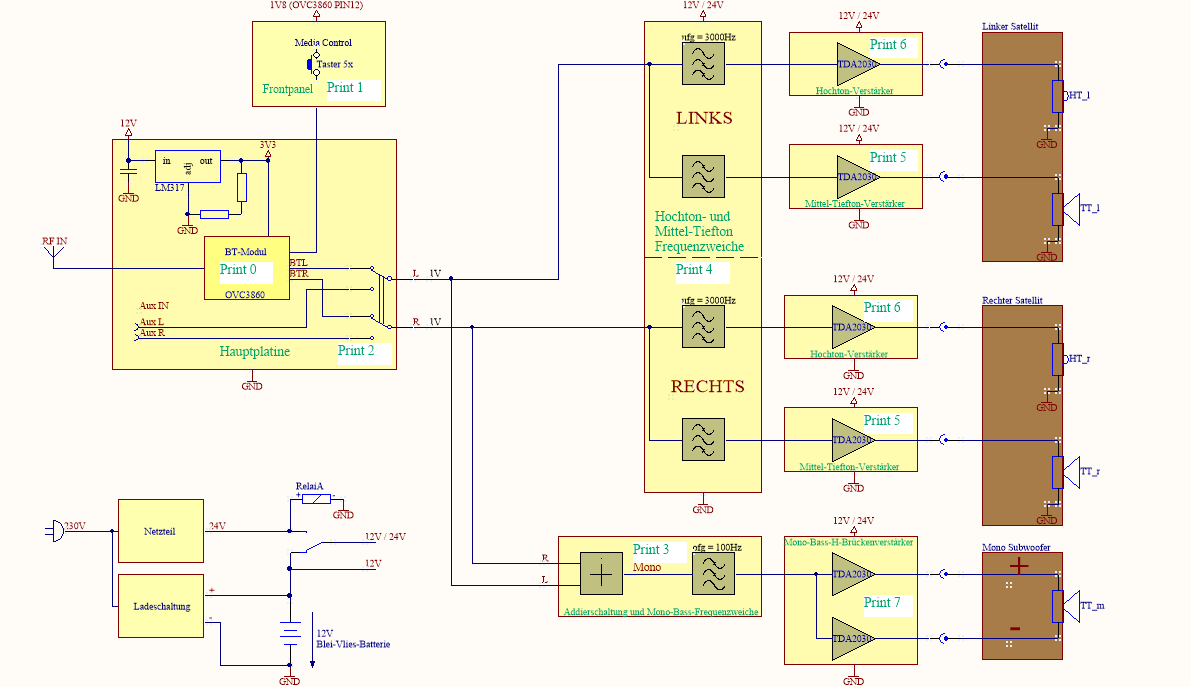 1V8 (OVC3860 PIN12)
Media Control
Taster 5x
Frontpanel
Print 1
12V
in
out
adj
LM317
3V3
GND
GND
RF IN
BT-Modul
Print 0
OVC3860
BTL
BTR
Aux IN
Aux L
Aux R
Hauptplatine
Print 2
GND
L
1V
R
1V
12V / 24V
nfg = 3000Hz
LINKS
Hochton- und
Mittel-Tiefton
Frequenzweiche
Print 4
nfg = 3000Hz
RECHTS
GND
12V / 24V
Print 6
TDA2030
Hochton-Verstärker
GND
12V / 24V
Print 5
TDA2030
Mittel-Tiefton-Verstärker
GND
Linker Satellit
HT_l
GND
TT_l
GND
12V / 24V
Print 6
TDA2030
Hochton-Verstärker
GND
12V / 24V
Print 5
TDA2030
Mittel-Tiefton-Verstärker
GND
Rechter Satellit
HT_r
GND
TT_r
GND
230V
Netzteil
24V
RelaiA
+
-
GND
12V / 24V
12V
Ladeschaltung
+
-
12V
Blei-Vlies-Batterie
GND
R
L
Print 3
Mono
nfg = 100Hz
Addierschaltung und Mono-Bass-Frequenzweiche
12V / 24V
Mono-Bass-H-Brückenverstärker
TDA2030
Print 7
TDA2030
GND
Mono Subwoofer
+
TT_m
-